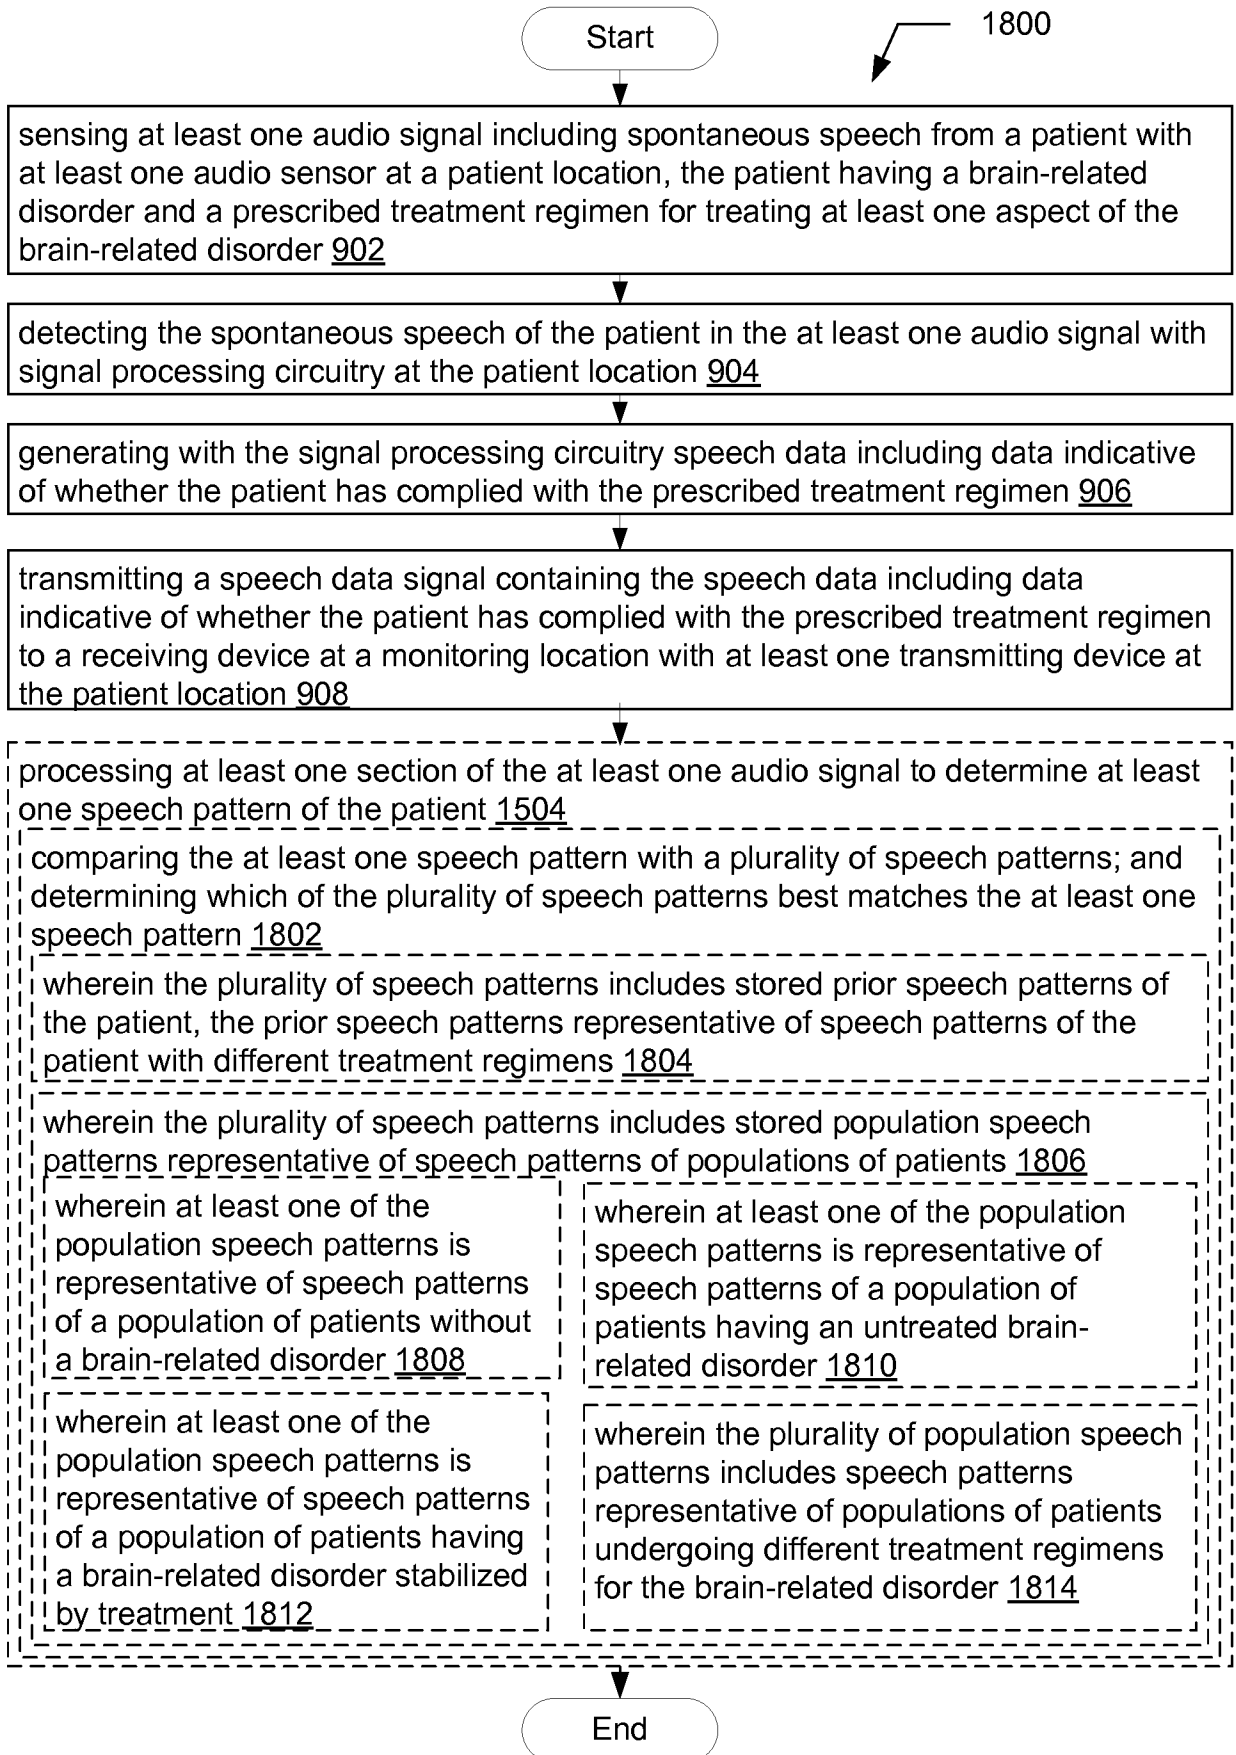 Start
1800
sensing at least one audio signal including spontaneous speech from a patient with
at least one audio sensor at a patient location, the patient having a brain-related
disorder and a prescribed treatment regimen for treating at least one aspect of the
brain-related disorder 902
detecting the spontaneous speech of the patient in the at least one audio signal with
signal processing circuitry at the patient location 904
generating with the signal processing circuitry speech data including data indicative
of whether the patient has complied with the prescribed treatment regimen 906
transmitting a speech data signal containing the speech data including data
indicative of whether the patient has complied with the prescribed treatment regimen
to a receiving device at a monitoring location with at least one transmitting device at
the patient location 908
processing at least one section of the at least one audio signal to determine at least
one speech pattern of the patient 1504
comparing the at least one speech pattern with a plurality of speech patterns; and
determining which of the plurality of speech patterns best matches the at least one
speech pattern 1802
wherein the plurality of speech patterns includes stored prior speech patterns of
the patient, the prior speech patterns representative of speech patterns of the
patient with different treatment regimens 1804
wherein the plurality of speech patterns includes stored population speech
patterns representative of speech patterns of populations of patients 1806
wherein at least one of the
population speech patterns is
representative of speech patterns
of a population of patients without
a brain-related disorder 1808
wherein at least one of the population
speech patterns is representative of
speech patterns of a population of
patients having an untreated brain-
related disorder 1810
wherein at least one of the
population speech patterns is
representative of speech patterns
of a population of patients having
a brain-related disorder stabilized
by treatment 1812
wherein the plurality of population speech
patterns includes speech patterns
representative of populations of patients
undergoing different treatment regimens
for the brain-related disorder 1814
End